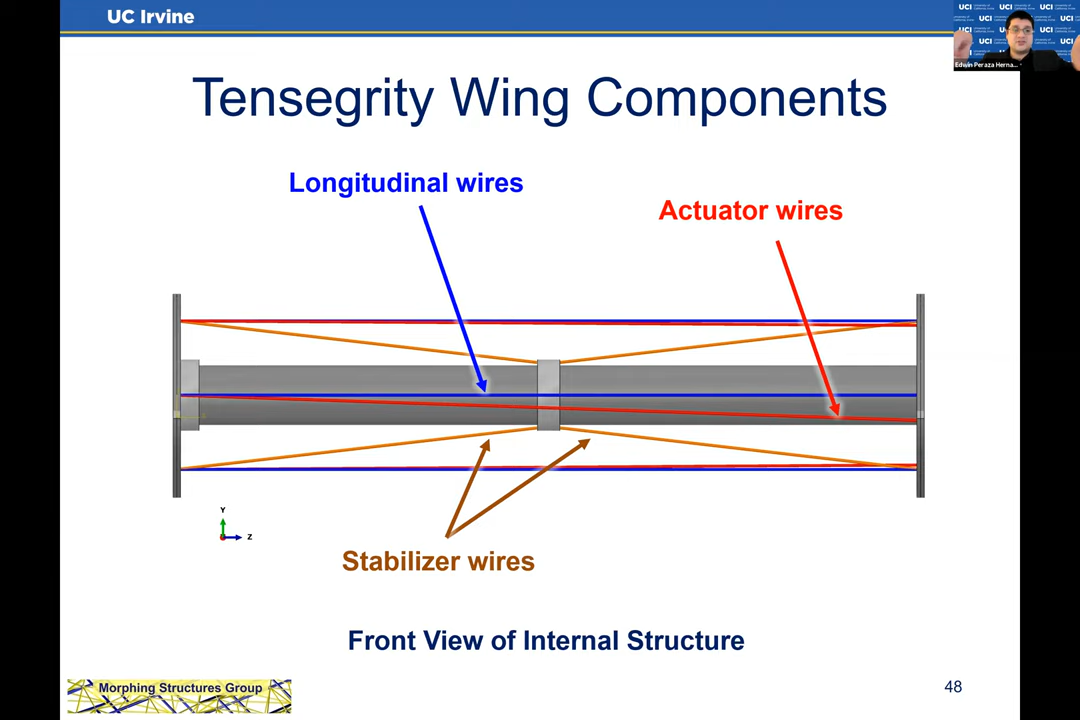 UC Irvine
UCI
Edwin Peraza Herna...
Tensegrity Wing Components
Longitudinal wires
Actuator wires
Y
Z
Stabilizer wires
Front View of Internal Structure
Morphing Structures Group
48